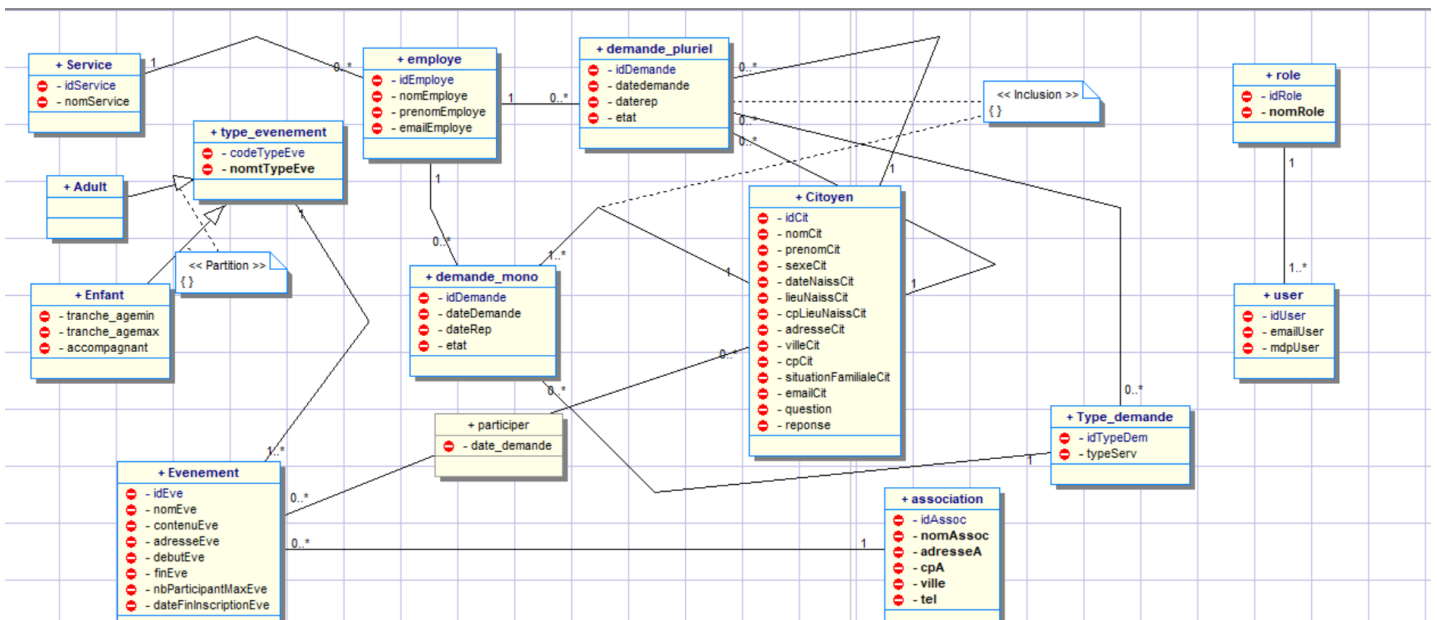 + Service
- idService
- nomService
1
0..*
+ employe
- idEmploye
- nomEmploye
- prenomEmploye
- emailEmploye
1
0..*
+ demande_pluriel
- idDemande
- datedemande
- daterep
- etat
0..*
0..*
0..*
<< Inclusion >>
{ }
+ role
- idRole
- nomRole
1
1..*
+ user
- idUser
- emailUser
- mdpUser
+ type_evenement
- codeTypeEve
- nomtTypeEve
1
+ Adult
<< Partition >>
{ }
+ Enfant
- tranche_agemin
- tranche_agemax
- accompagnant
1
0..*
1..*
+ demande_mono
- idDemande
- dateDemande
- dateRep
- etat
0..*
1
1
1
+ Citoyen
- idCit
- nomCit
- prenomCit
- sexeCit
- dateNaissCit
- lieuNaissCit
- cpLieuNaissCit
- adresseCit
- villeCit
- cpCit
- situationFamilialeCit
- emailCit
- question
- reponse
0..*
+ participer
- date_demande
0..*
0..*
1
+ Type_demande
- idTypeDem
- typeServ
1..*
+ Evenement
- idEve
- nomEve
- contenuEve
- adresseEve
- debutEve
- finEve
- nbParticipantMaxEve
- dateFinInscriptionEve
0..*
1
+ association
- idAssoc
- nomAssoc
- adresseA
- cpA
- ville
- tel